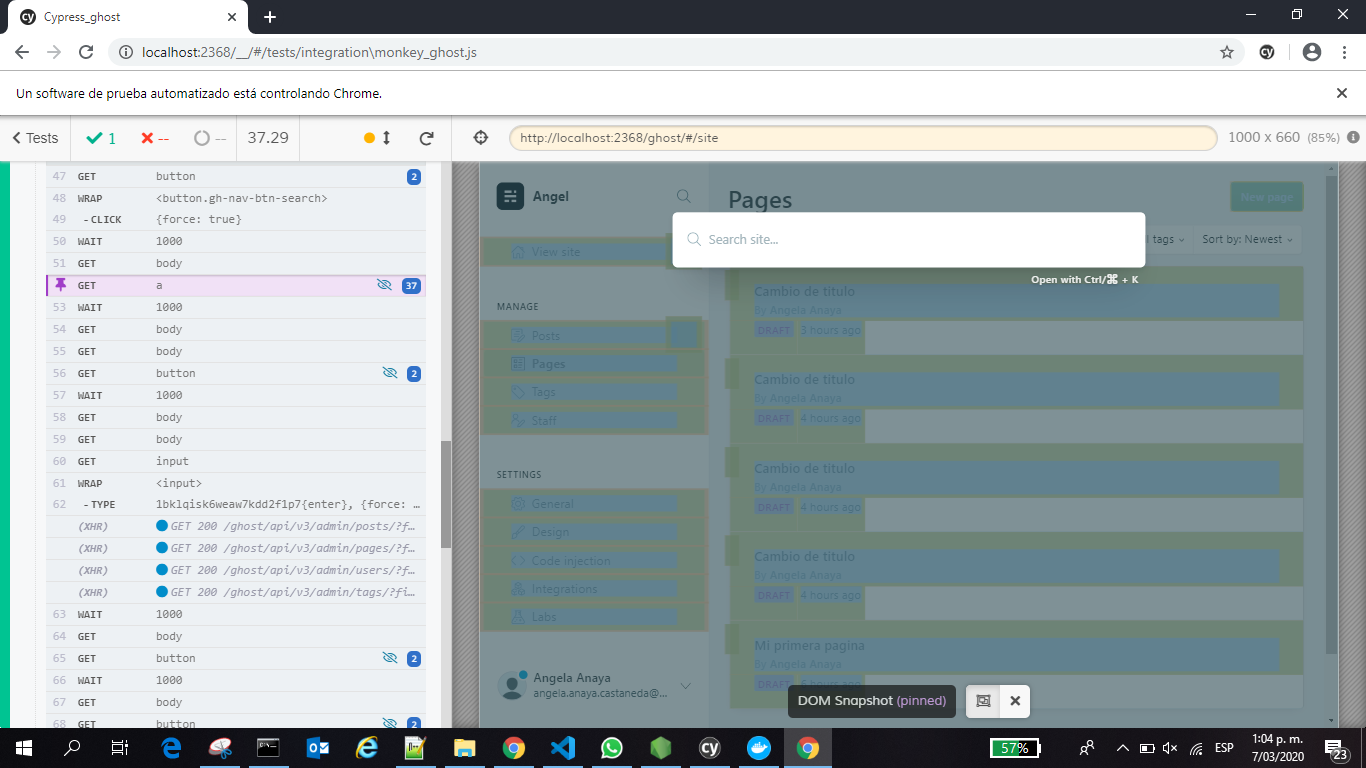 Cypress_ghost
localhost:2368/__/#/tests/integration\monkey_ghost.js
Un software de prueba automatizado está controlando Chrome.
Tests 1 -- -- 37.29
http://localhost:2368/ghost/#/site
1000 x 660 (85%)
47 GET button 2
48 WRAP <button.gh-nav-btn-search>
49 -CLICK {force: true}
50 WAIT 1000
51 GET body
GET a 37
53 WAIT 1000
54 GET body
55 GET body
56 GET button 2
57 WAIT 1000
58 GET body
59 GET body
60 GET input
61 WRAP <input>
62 -TYPE 1bklqisk6weaw7kdd2f1p7{enter}, {force: …
(XHR) GET 200 /ghost/api/v3/admin/posts/?f…
(XHR) GET 200 /ghost/api/v3/admin/pages/?f…
(XHR) GET 200 /ghost/api/v3/admin/users/?f…
(XHR) GET 200 /ghost/api/v3/admin/tags/?fi…
63 WAIT 1000
64 GET body
65 GET button 2
66 WAIT 1000
67 GET body
68 GET button 2
Angel
View site
MANAGE
Posts
Pages
Tags
Staff
SETTINGS
General
Design
Code injection
Integrations
Labs
Angela Anaya
angela.anaya.castaneda@...
Pages
New page
tags
Sort by: Newest
Search site...
Open with Ctrl/⌘ + K
Cambio de titulo
By Angela Anaya
DRAFT 3 hours ago
Cambio de titulo
By Angela Anaya
DRAFT 4 hours ago
Cambio de titulo
By Angela Anaya
DRAFT 4 hours ago
Cambio de titulo
By Angela Anaya
DRAFT 4 hours ago
Mi primera pagina
By Angela Anaya
DRAFT 6 hours ago
DOM Snapshot (pinned)
57%
ESP
1:04 p. m.
7/03/2020
23